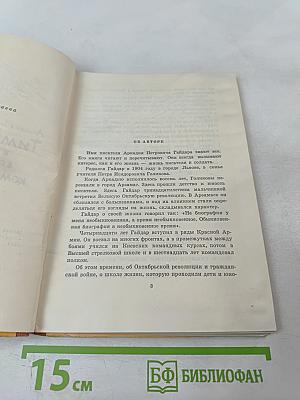 Тим
ОБ АВТОРЕ
Имя писателя Аркадия Петровича Гайдара знают все.
Его книги читают и перечитывают. Они всегда вызывают
интерес, как и его жизнь — жизнь писателя и солдата.
Родился Гайдар в 1904 году в городе Льгове, в семье
учителя Петра Исидоровича Голикова.
Когда Аркадию исполнилось восемь лет, Голиковы пе-
реехали в город Арзамас. Здесь прошли детство и юность
писателя. Здесь Гайдар тринадцатилетним мальчишкой
встретил Великую Октябрьскую революцию. В Арзамасе он
сблизился с большевиками, и под их влиянием стали опре-
деляться его взгляды на жизнь, складывался характер.
Гайдар о своей жизни говорил так: «Не биография у
меня необыкновенная, а время необыкновенное. Обыкновен-
ная биография в необыкновенное время».
Четырнадцати лет Гайдар вступил в ряды Красной Ар-
мии. Он воевал на многих фронтах, а в промежутках между
боями учился на Киевских командных курсах, потом в
Высшей стрелковой школе и в шестнадцать лет командовал
полком.
Об этом времени, об Октябрьской революции и граждан-
ской войне, о школе жизни, которую проходили дети и юно-
3
15 см
БФ БИБЛИОФАН